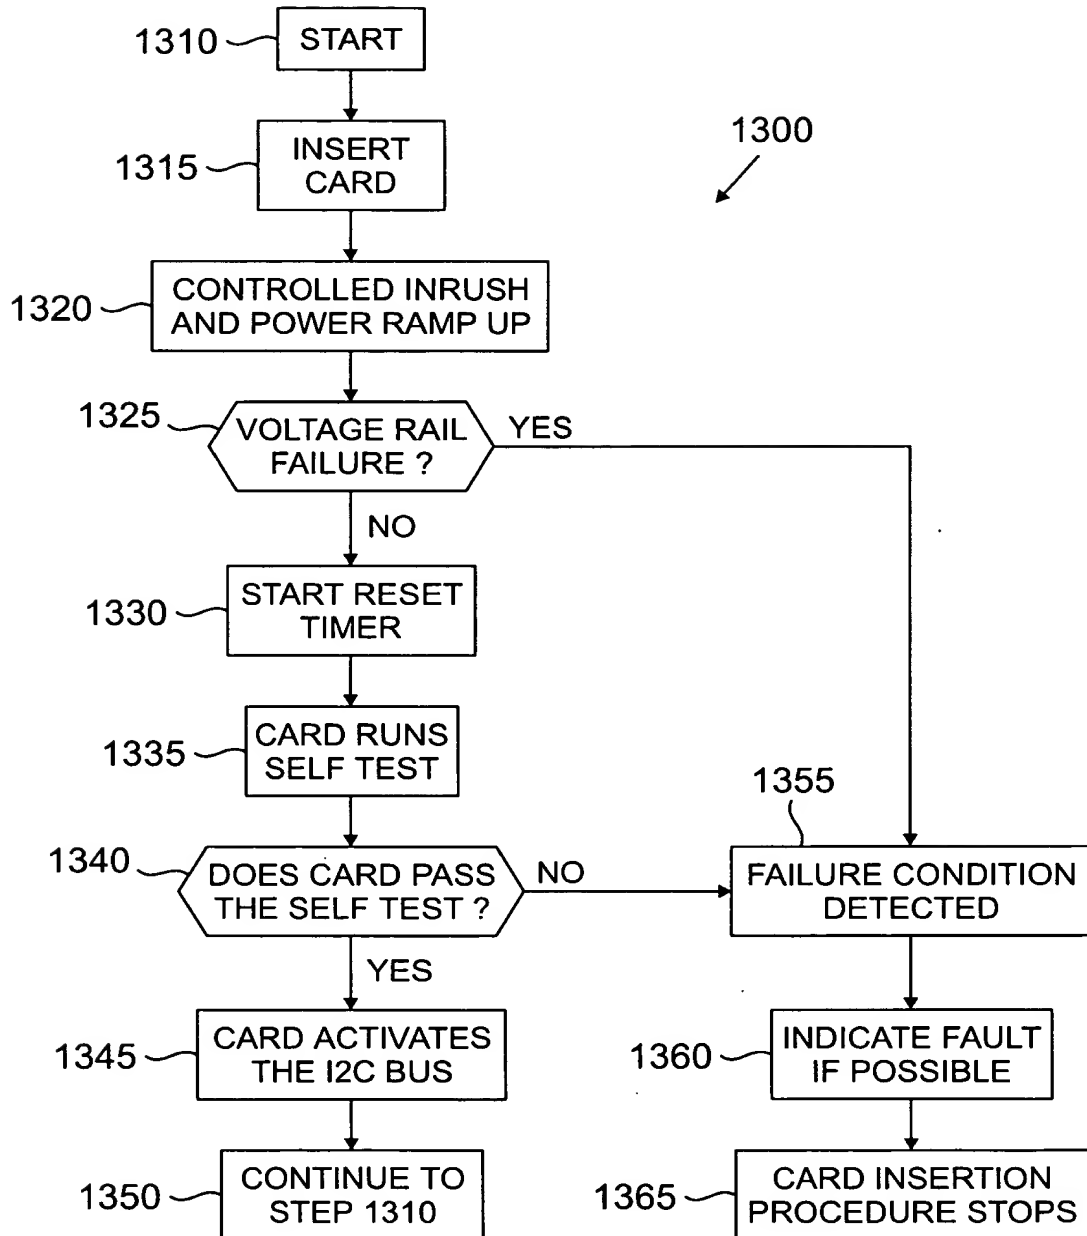 1310
START
1300
1315
INSERT
CARD
1320
CONTROLLED INRUSH
AND POWER RAMP UP
1325
VOLTAGE RAIL
FAILURE ?
YES
NO
1330
START RESET
TIMER
1335
CARD RUNS
SELF TEST
1355
1340
DOES CARD PASS
THE SELF TEST ?
NO
FAILURE CONDITION
DETECTED
YES
1345
CARD ACTIVATES
THE I2C BUS
1360
INDICATE FAULT
IF POSSIBLE
1350
CONTINUE TO
STEP 1310
1365
CARD INSERTION
PROCEDURE STOPS